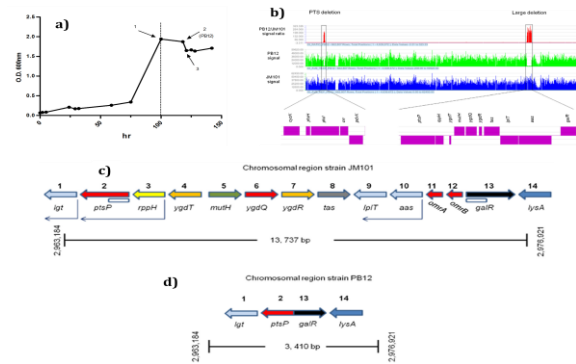 a)
O.D. 600nm
2.5
2.0
1.5
1.0
0.5
0.0
0
50
100
150
hr
1
2
(PB12)
3
b)
PTS deletion
Large deletion
PB12/JM101
signal ratio
PB12
signal
JM101
signal
c)
Chromosomal region strain JM101
1 2 3 4 5 6 7 8 9 10 11 12 13 14
lgt ptsP rppH ygdT mutH ygdQ ygdR tas lplT aas omrA omrB galR lysA
2,963,184
13, 737 bp
2,976,921
d)
Chromosomal region strain PB12
1 2 13 14
lgt ptsP galR lysA
2,963,184
3, 410 bp
2,976,921